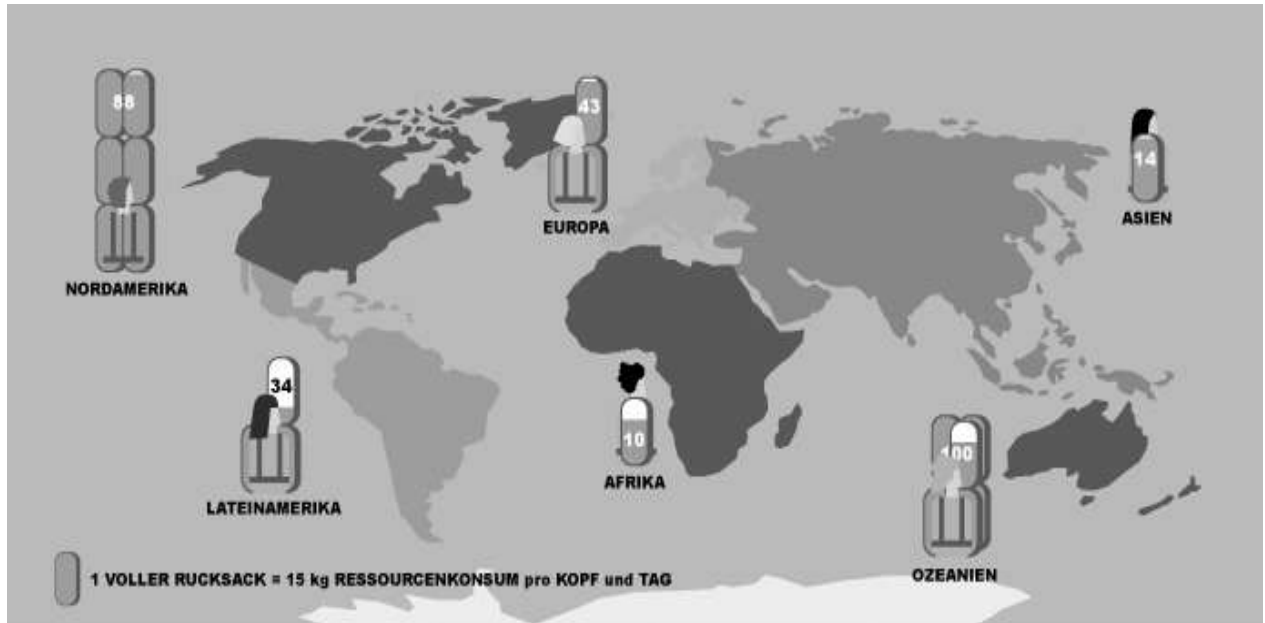 88
NORDAMERIKA
43
EUROPA
14
ASIEN
34
LATEINAMERIKA
10
AFRIKA
100
OZEANIEN
1 VOLLER RUCKSACK = 15 kg RESSOURCENKONSUM pro KOPF und TAG